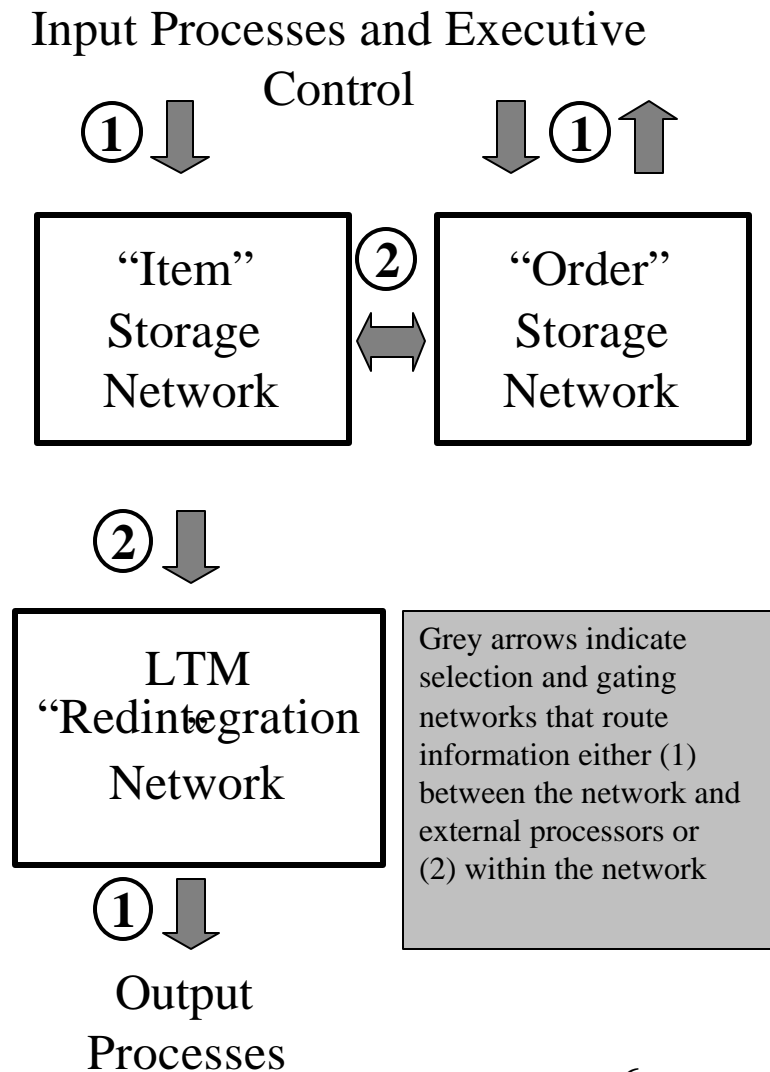 Input Processes and Executive
Control
1
1
“Item”
Storage
Network
2
“Order”
Storage
Network
2
LTM
“Redintegration
”
Network
Grey arrows indicate
selection and gating
networks that route
information either (1)
between the network and
external processors or
(2) within the network
1
Output
Processes